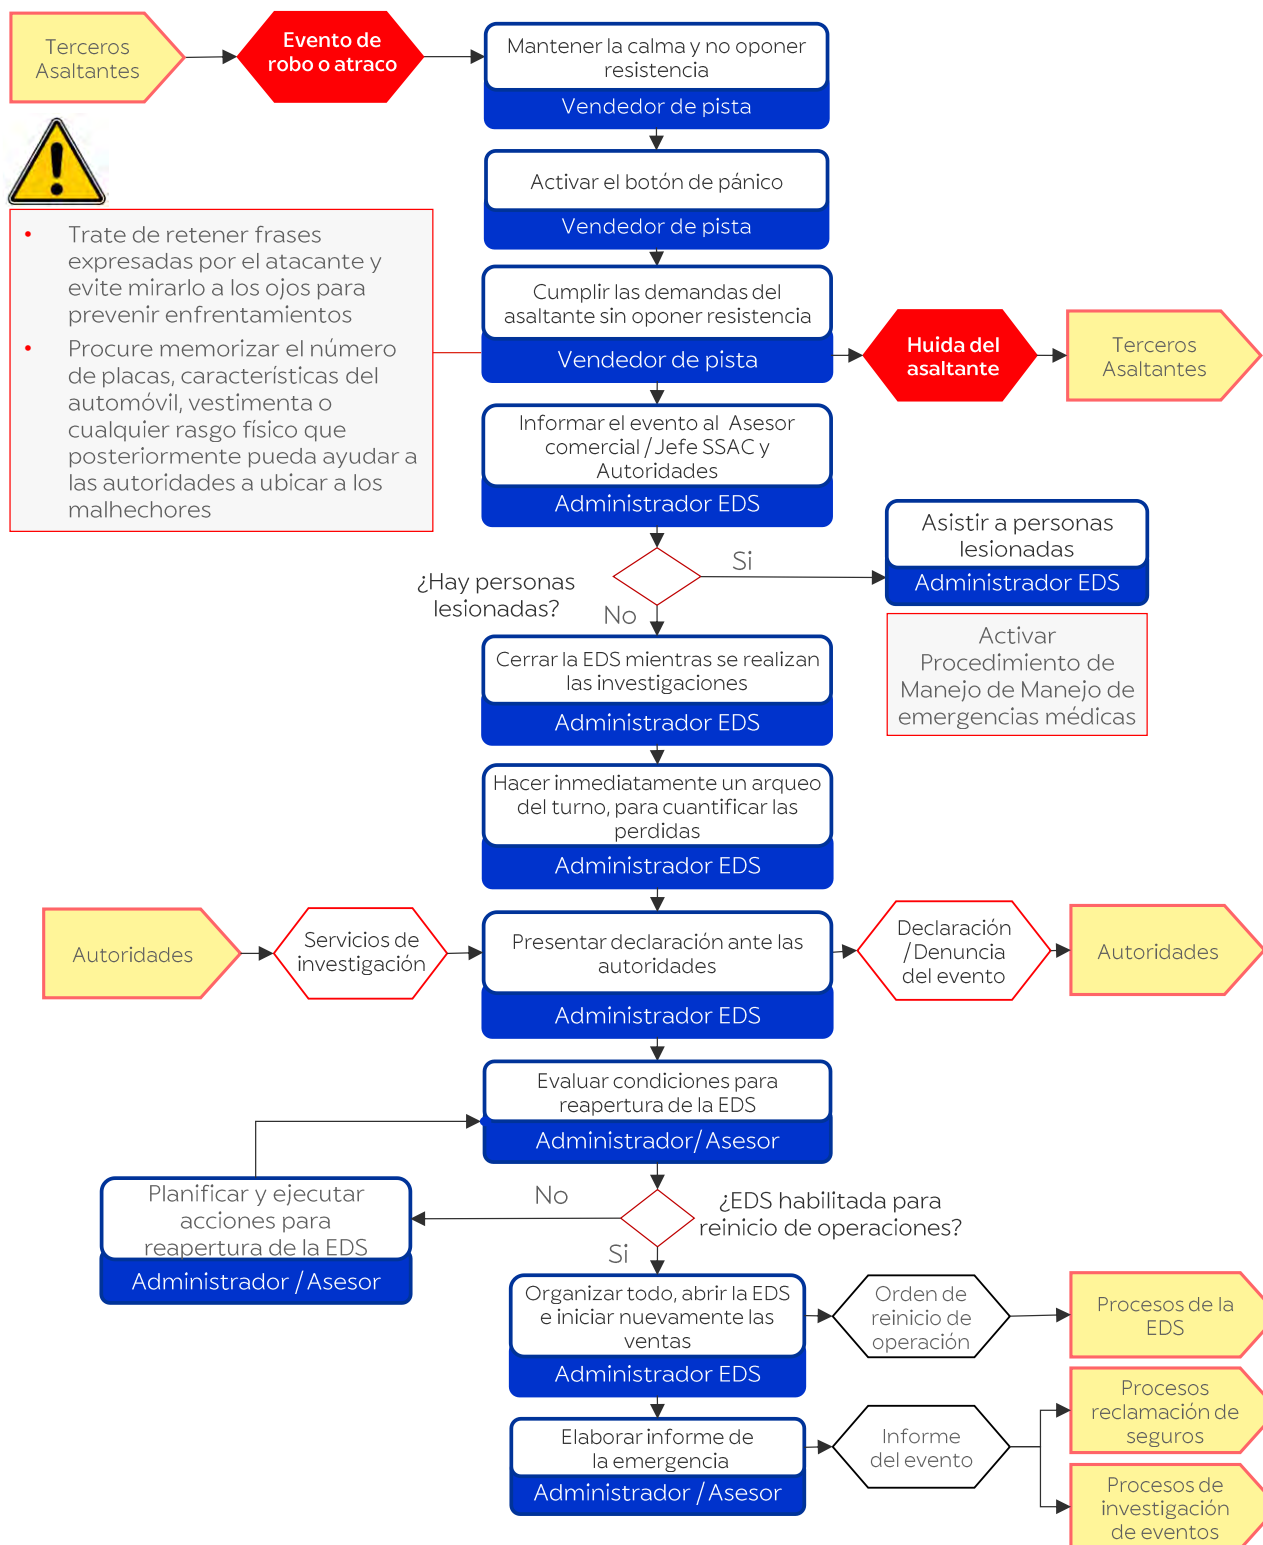 Terceros
Asaltantes
Evento de
robo o atraco
Mantener la calma y no oponer
resistencia
Vendedor de pista
Activar el botón de pánico
Vendedor de pista
• Trate de retener frases
expresadas por el atacante y
evite mirarlo a los ojos para
prevenir enfrentamientos
• Procure memorizar el número
de placas, características del
automóvil, vestimenta o
cualquier rasgo físico que
posteriormente pueda ayudar a
las autoridades a ubicar a los
malhechores
Cumplir las demandas del
asaltante sin oponer resistencia
Vendedor de pista
Huida del
asaltante
Terceros
Asaltantes
Informar el evento al Asesor
comercial / Jefe SSAC y
Autoridades
Administrador EDS
¿Hay personas
lesionadas?
Si
No
Asistir a personas
lesionadas
Administrador EDS
Activar
Procedimiento de
Manejo de Manejo de
emergencias médicas
Cerrar la EDS mientras se realizan
las investigaciones
Administrador EDS
Hacer inmediatamente un arqueo
del turno, para cuantificar las
perdidas
Administrador EDS
Autoridades
Servicios de
investigación
Presentar declaración ante las
autoridades
Administrador EDS
Declaración
/Denuncia
del evento
Autoridades
Evaluar condiciones para
reapertura de la EDS
Administrador/ Asesor
No
¿EDS habilitada para
reinicio de operaciones?
Si
Planificar y ejecutar
acciones para
reapertura de la EDS
Administrador / Asesor
Organizar todo, abrir la EDS
e iniciar nuevamente las
ventas
Administrador EDS
Orden de
reinicio de
operación
Procesos de la
EDS
Elaborar informe de
la emergencia
Administrador / Asesor
Informe
del evento
Procesos
reclamación de
seguros
Procesos de
investigación
de eventos